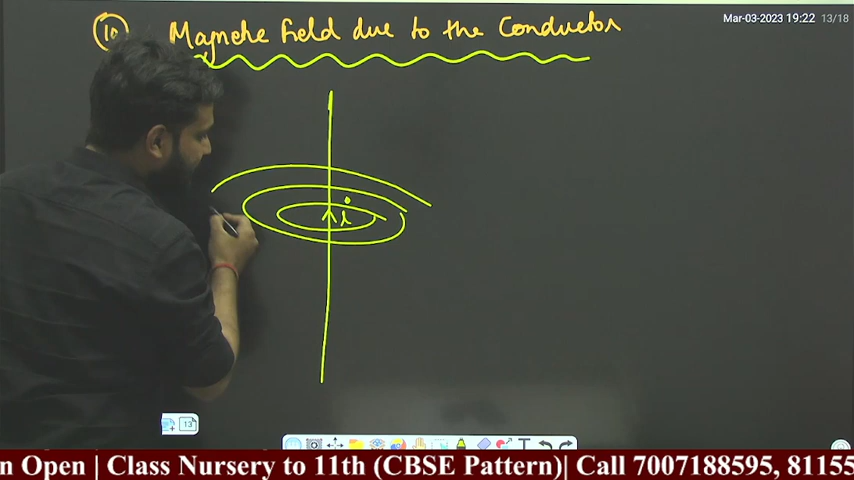 10 Magnetic field due to the Conductor
Mar-03-2023 19:22 13/18
i
13
n Open | Class Nursery to 11th (CBSE Pattern)| Call 7007188595, 81155